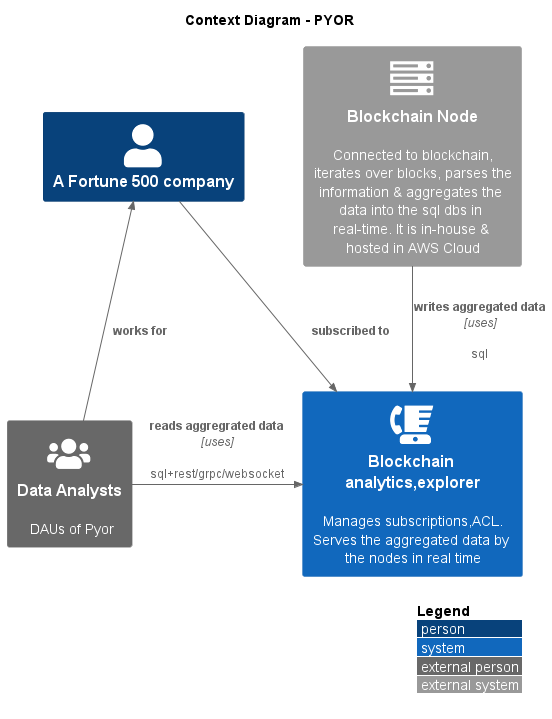 Context Diagram - PYOR
Blockchain Node
Connected to blockchain,
iterates over blocks, parses the
information & aggregates the
data into the sql dbs in
real-time. It is in-house &
hosted in AWS Cloud
A Fortune 500 company
works for
subscribed to
writes aggregated data
[uses]
sql
reads aggregrated data
[uses]
sql+rest/grpc/websocket
Data Analysts
DAUs of Pyor
Blockchain
analytics,explorer
Manages subscriptions,ACL.
Serves the aggregated data by
the nodes in real time
Legend
person
system
external person
external system